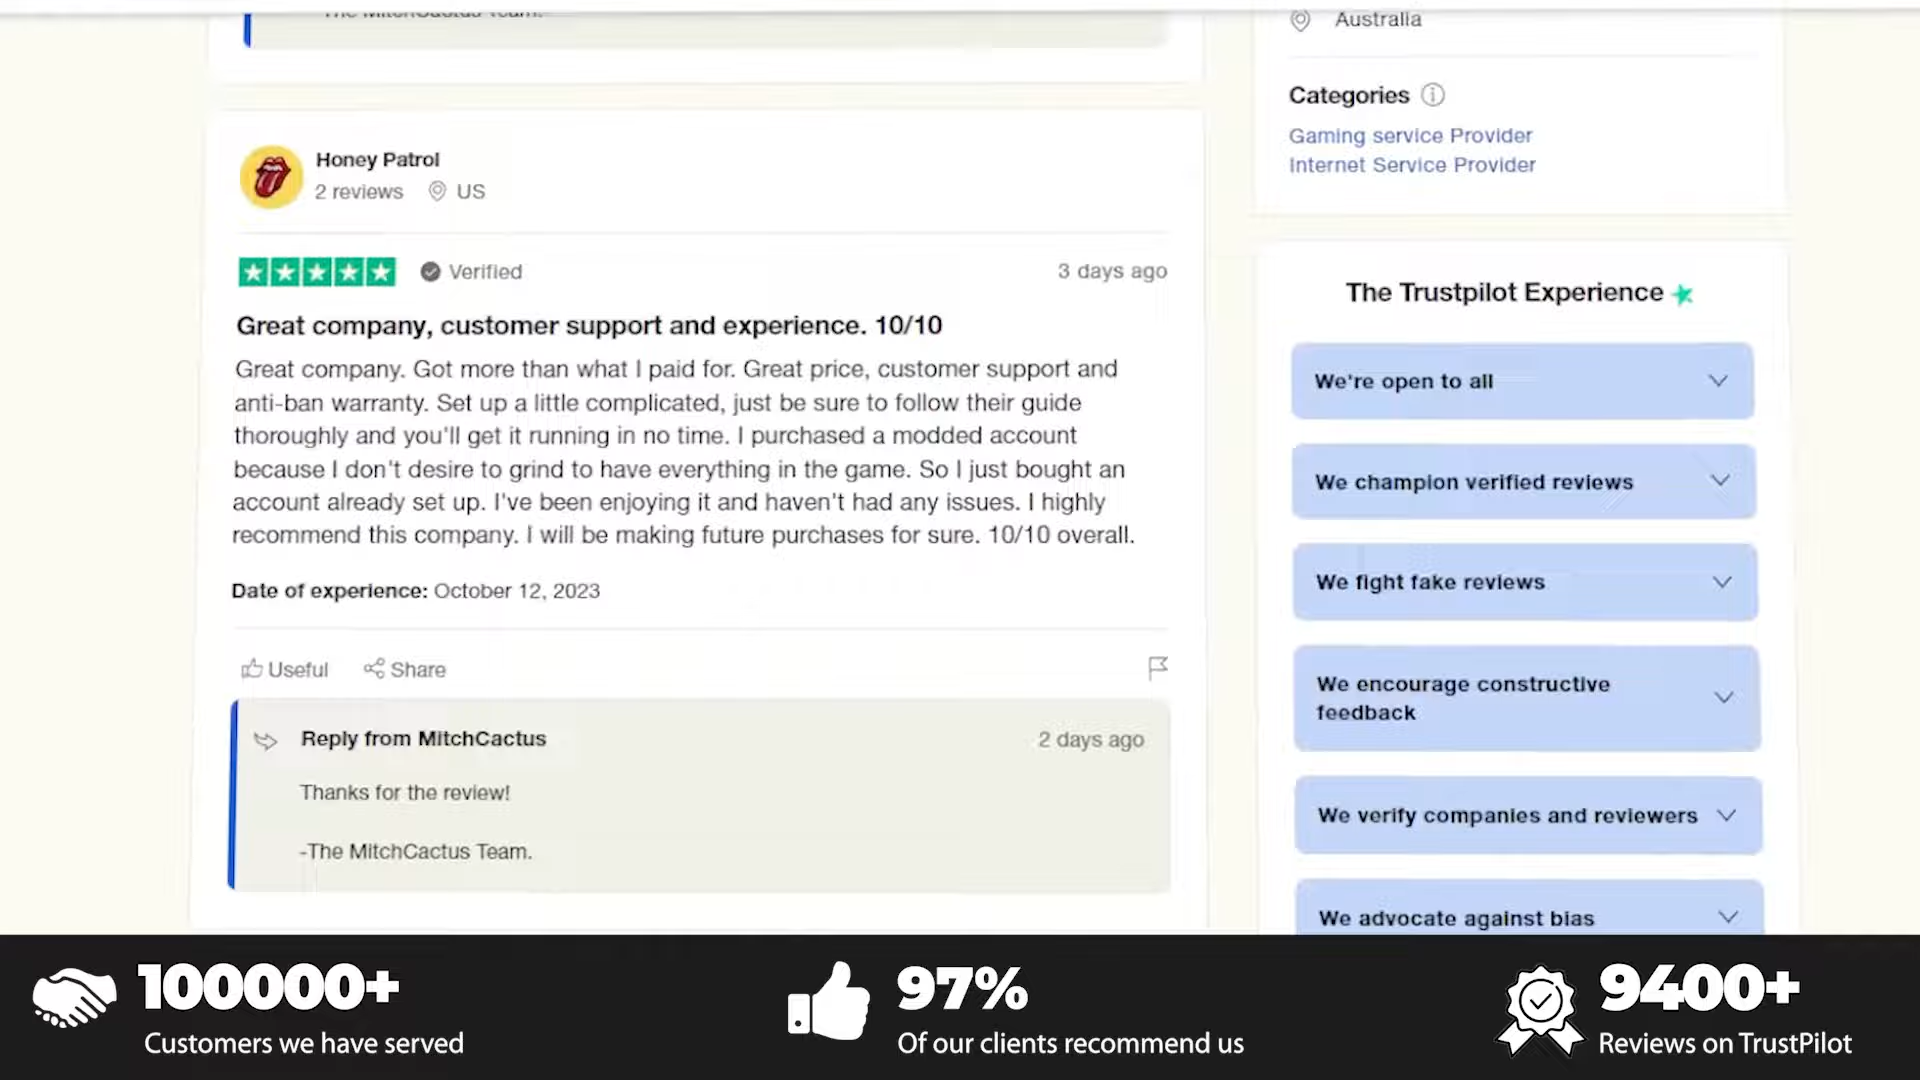 The MitchCactus Team.
Australia
Categories
Gaming service Provider
Internet Service Provider
Honey Patrol
2 reviews US
Verified
3 days ago
Great company, customer support and experience. 10/10
Great company. Got more than what I paid for. Great price, customer support and
anti-ban warranty. Set up a little complicated, just be sure to follow their guide
thoroughly and you'll get it running in no time. I purchased a modded account
because I don't desire to grind to have everything in the game. So I just bought an
account already set up. I've been enjoying it and haven't had any issues. I highly
recommend this company. I will be making future purchases for sure. 10/10 overall.
Date of experience: October 12, 2023
Useful Share
Reply from MitchCactus
2 days ago
Thanks for the review!
-The MitchCactus Team.
The Trustpilot Experience
We're open to all
We champion verified reviews
We fight fake reviews
We encourage constructive
feedback
We verify companies and reviewers
We advocate against bias
100000+
Customers we have served
97%
Of our clients recommend us
9400+
Reviews on TrustPilot